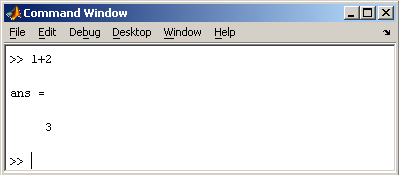 Command Window
File Edit Debug Desktop Window Help
>> 1+2
ans =
3
>>